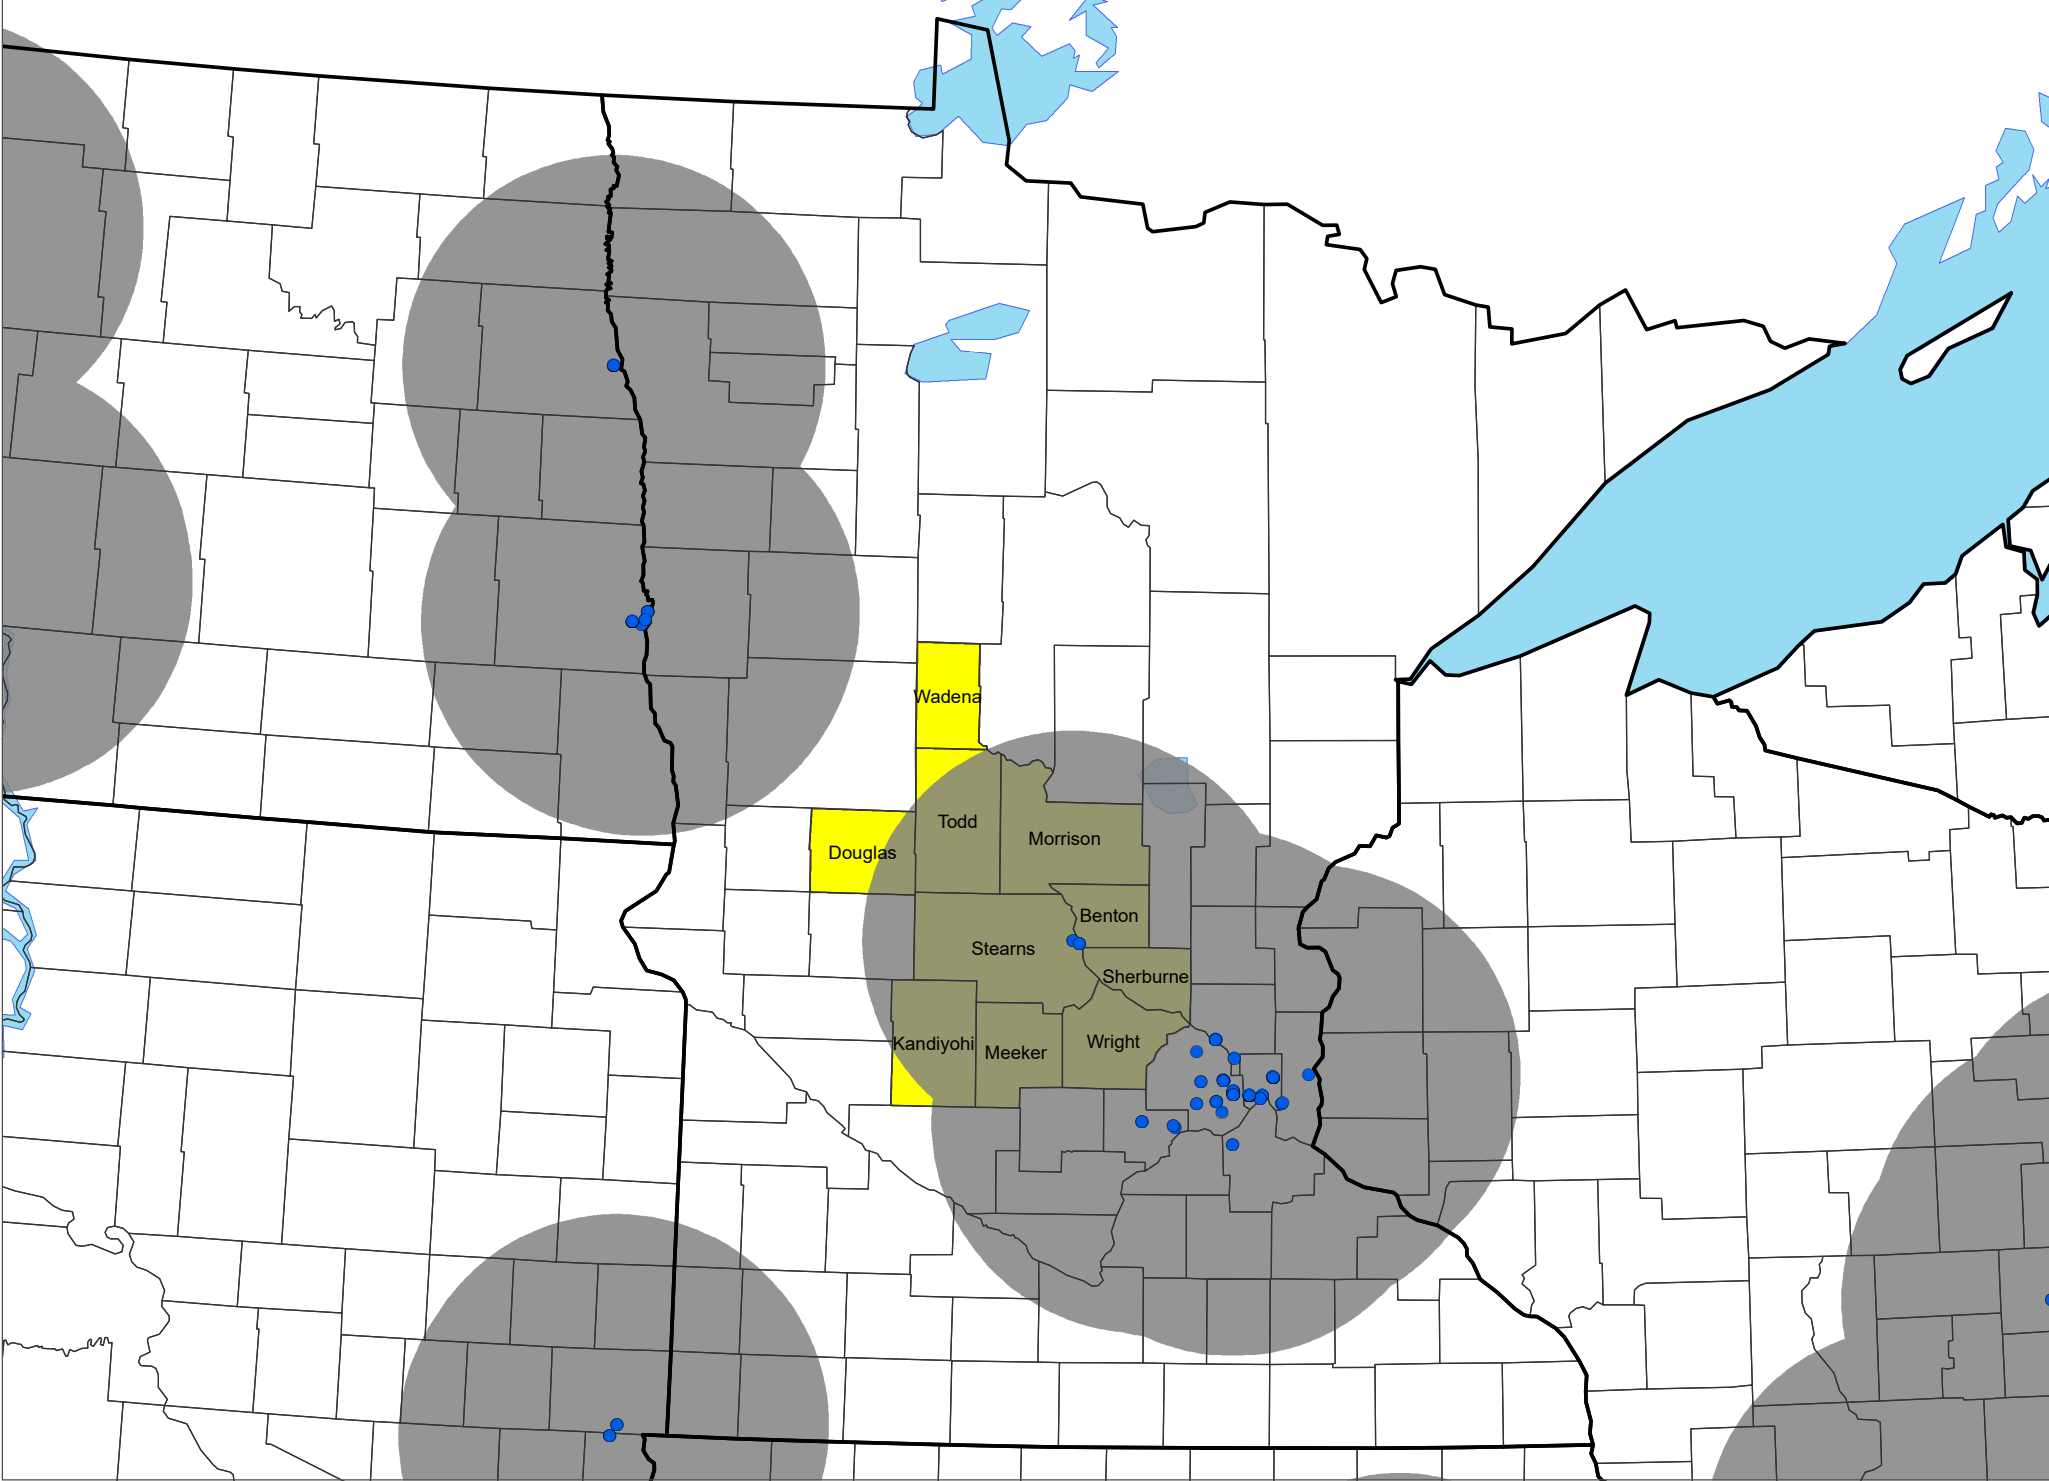 Wadena
Todd
Morrison
Douglas
Benton
Stearns
Sherburne
Kandiyohi
Meeker
Wright